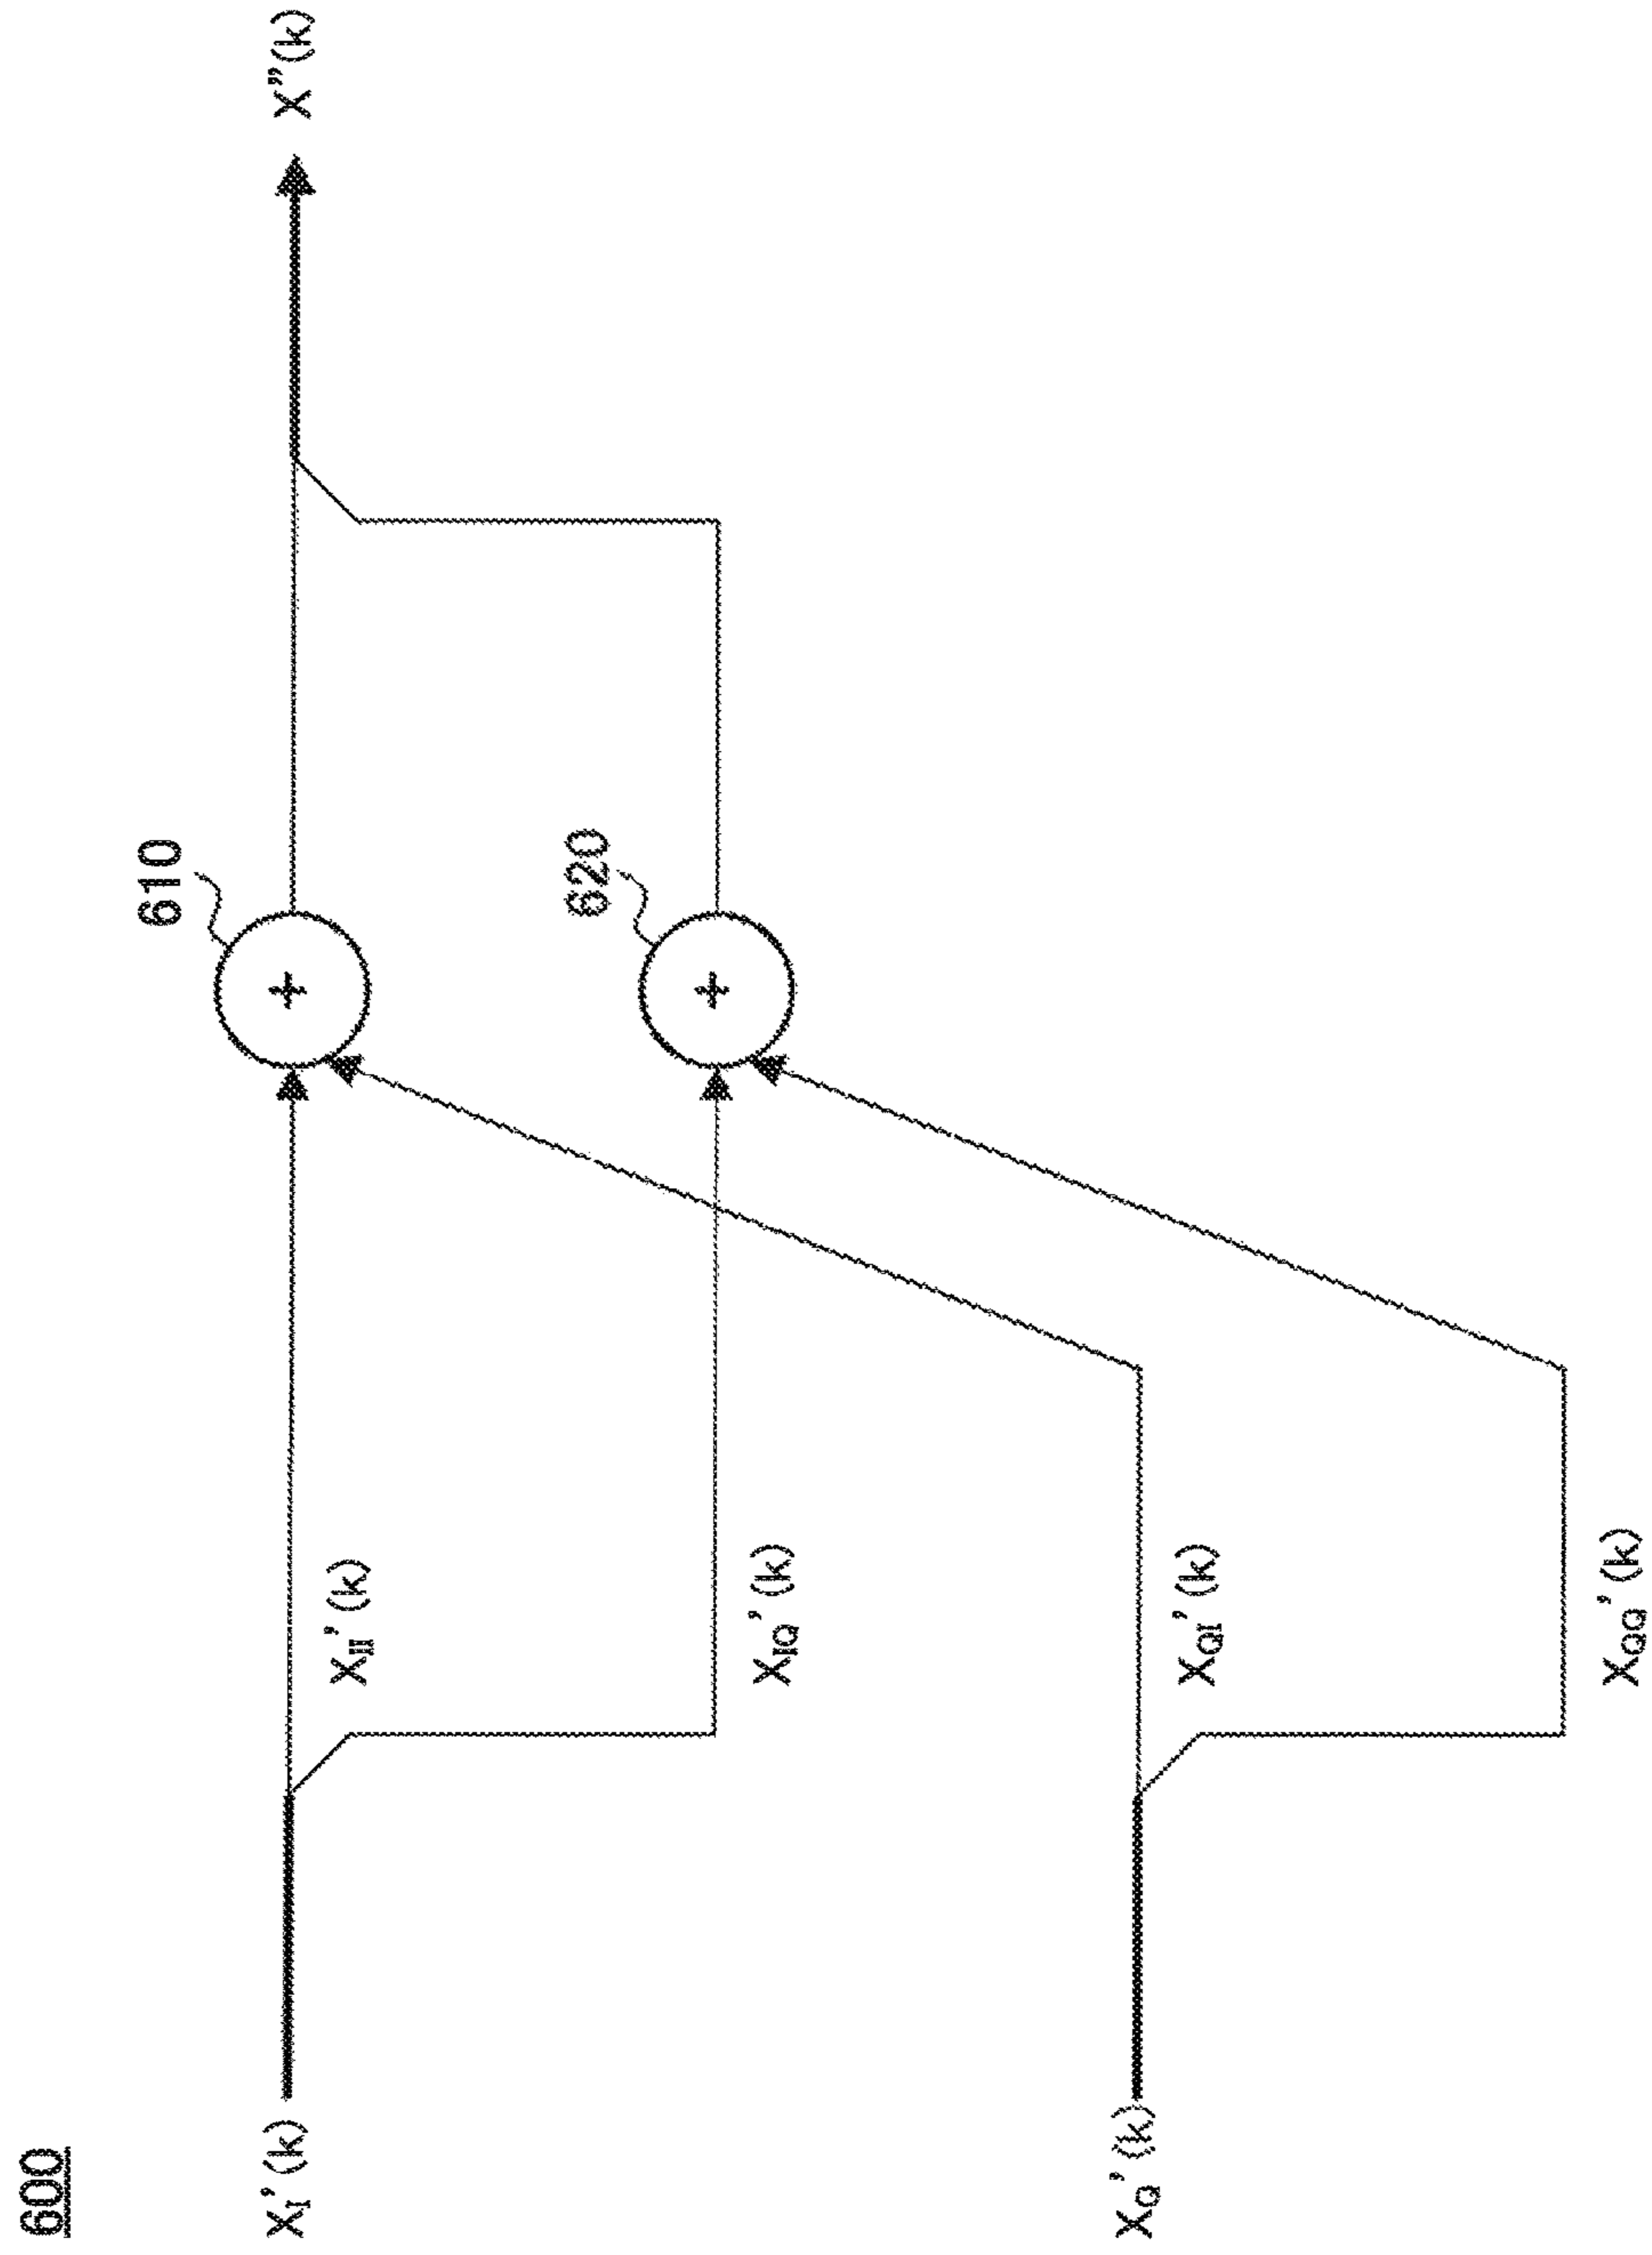 600
X_I'(k)
X_II'(k)
610
X"(k)
X_IQ'(k)
620
X_Q'(k)
X_QI'(k)
X_QQ'(k)
+
+